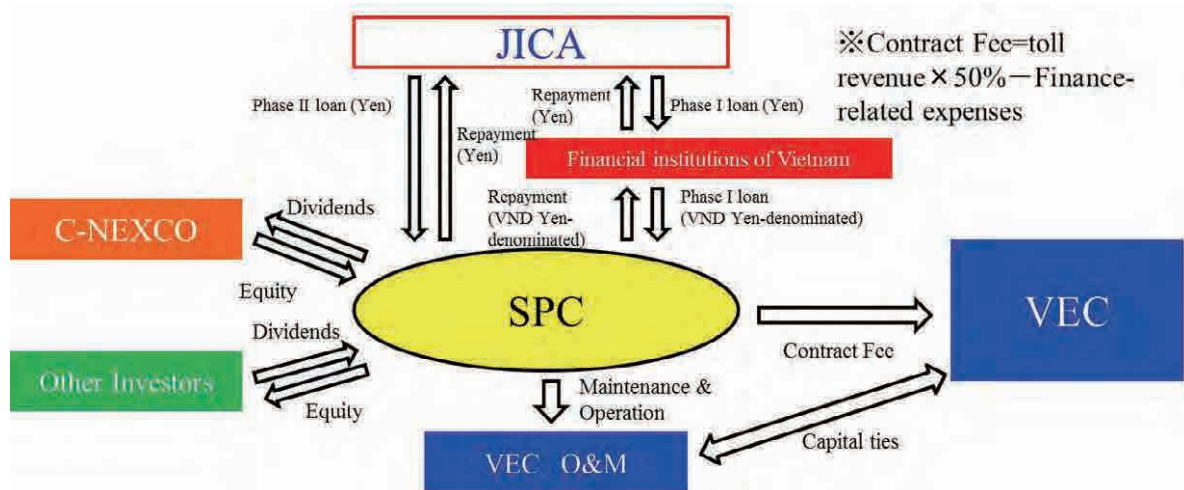 JICA
※Contract Fee=toll
revenue×50%－Finance-
related expenses
Phase II loan (Yen)
Repayment
(Yen)
Repayment
(Yen)
Phase I loan (Yen)
Financial institutions of Vietnam
Repayment
(VND Yen-
denominated)
Phase I loan
(VND Yen-denominated)
C-NEXCO
Dividends
Equity
SPC
VEC
Contract Fee
Dividends
Other Investors
Equity
Maintenance &
Operation
Capital ties
VEC O&M